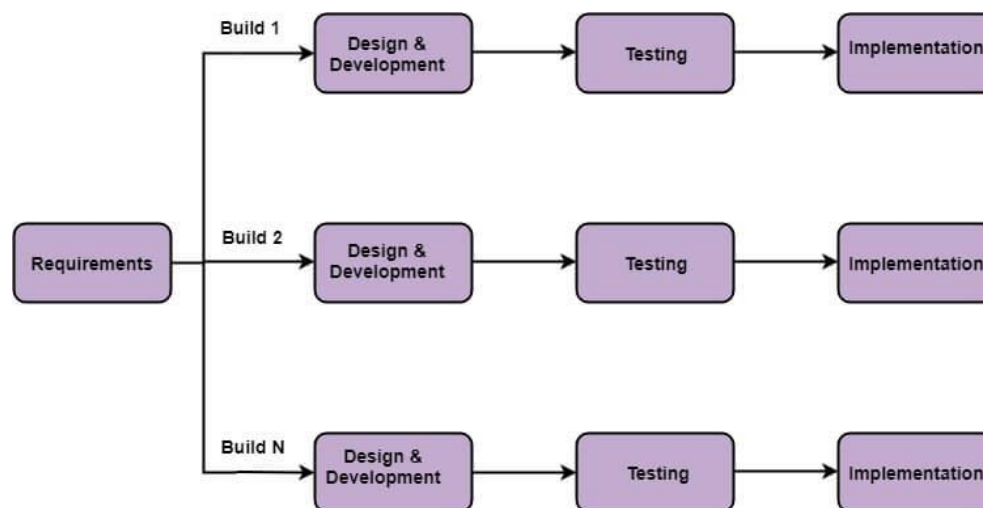 Build 1
Design &
Development
Testing
Implementation
Requirements
Build 2
Design &
Development
Testing
Implementation
Build N
Design &
Development
Testing
Implementation